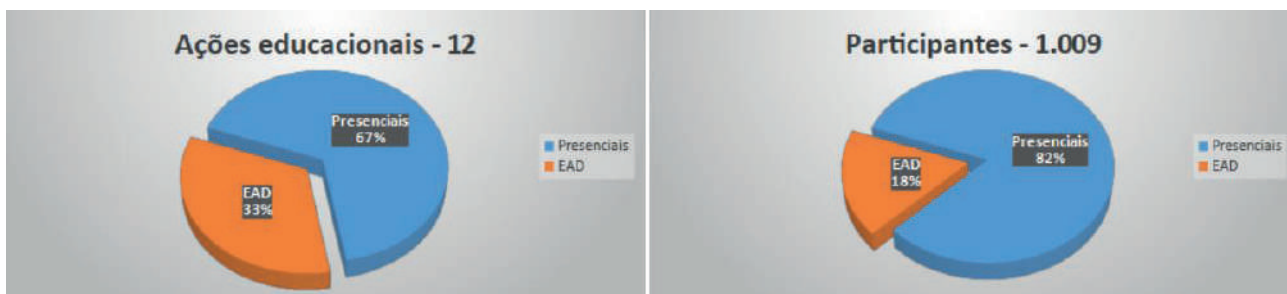 Ações educacionais - 12
Presenciais
67%
EAD
33%
Presenciais
EAD
Participantes - 1.009
Presenciais
82%
EAD
18%
Presenciais
EAD